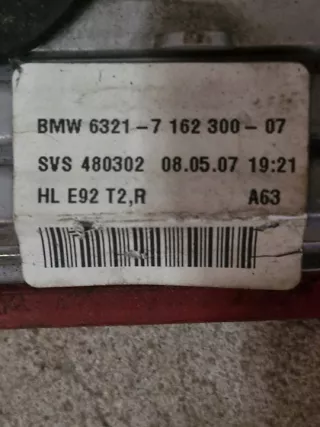 BMW 6321-7 162 300-07
SVS 480302 08.05.07 19:21
HL E92 T2,R A63